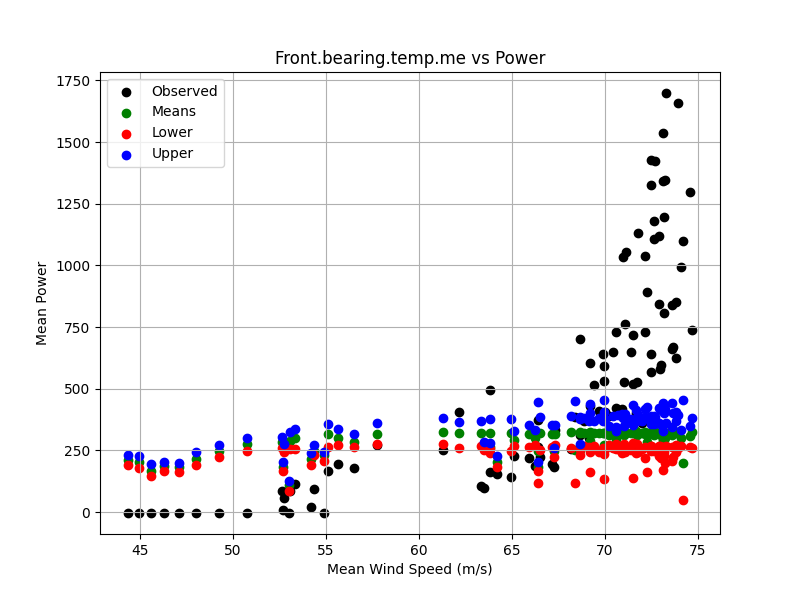 Front.bearing.temp.me vs Power
Observed
Means
Lower
Upper
1750
1500
1250
1000
750
500
250
0
Mean Power
45 50 55 60 65 70 75
Mean Wind Speed (m/s)